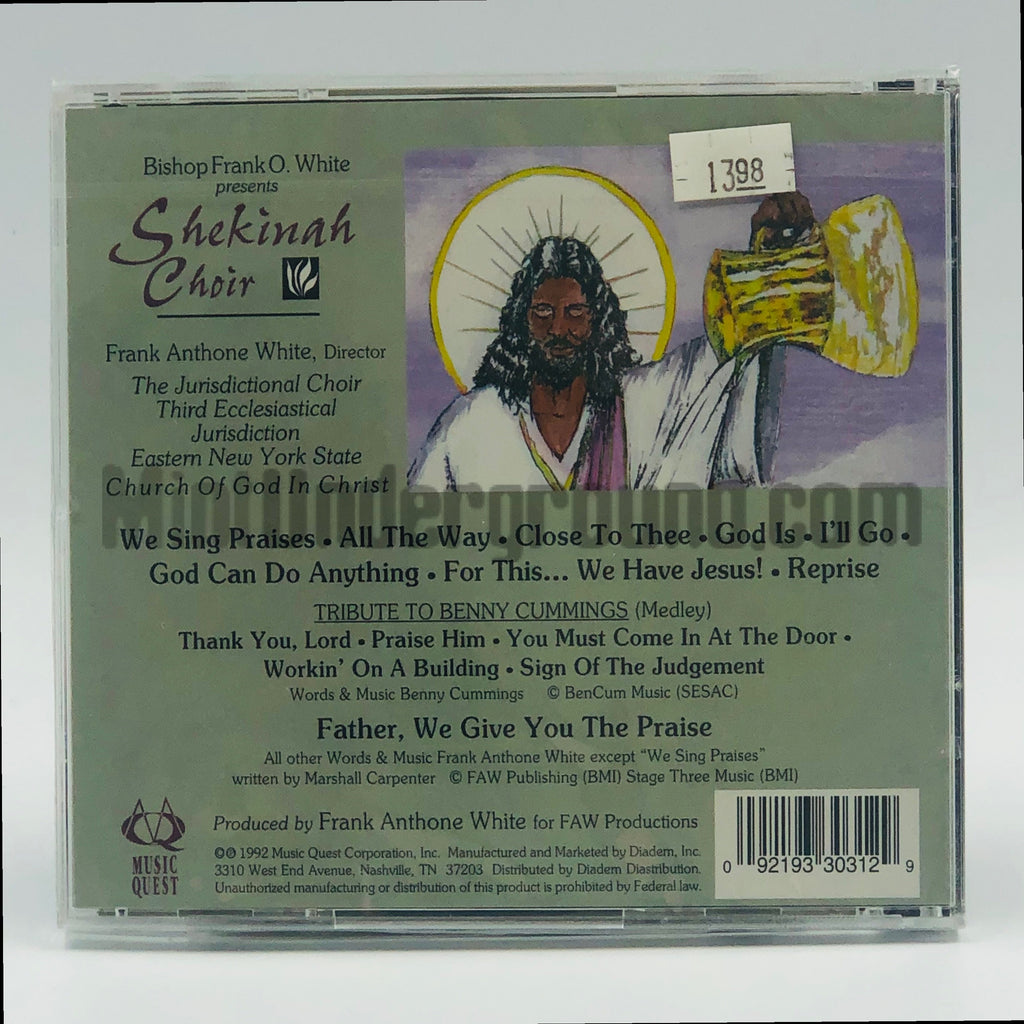 Bishop Frank O. White
presents
Shekinah
Choir
Frank Anthone White, Director
The Jurisdictional Choir
Third Ecclesiastical
Jurisdiction
Eastern New York State
Church Of God In Christ
1398
MindUnderground.com
We Sing Praises • All The Way • Close To Thee • God Is • I'll Go •
God Can Do Anything • For This... We Have Jesus! • Reprise
TRIBUTE TO BENNY CUMMINGS (Medley)
Thank You, Lord • Praise Him • You Must Come In At The Door •
Workin' On A Building • Sign Of The Judgement
Words & Music Benny Cummings © BenCum Music (SESAC)
Father, We Give You The Praise
All other Words & Music Frank Anthone White except "We Sing Praises"
written by Marshall Carpenter © FAW Publishing (BMI) Stage Three Music (BMI)
Produced by Frank Anthone White for FAW Productions
©℗ 1992 Music Quest Corporation, Inc. Manufactured and Marketed by Diadem, Inc.
3310 West End Avenue, Nashville, TN 37203 Distributed by Diadem Diastribution.
Unauthorized manufacturing or distribution of this product is prohibited by Federal law.
MUSIC
QUEST
0 92193 30312 9